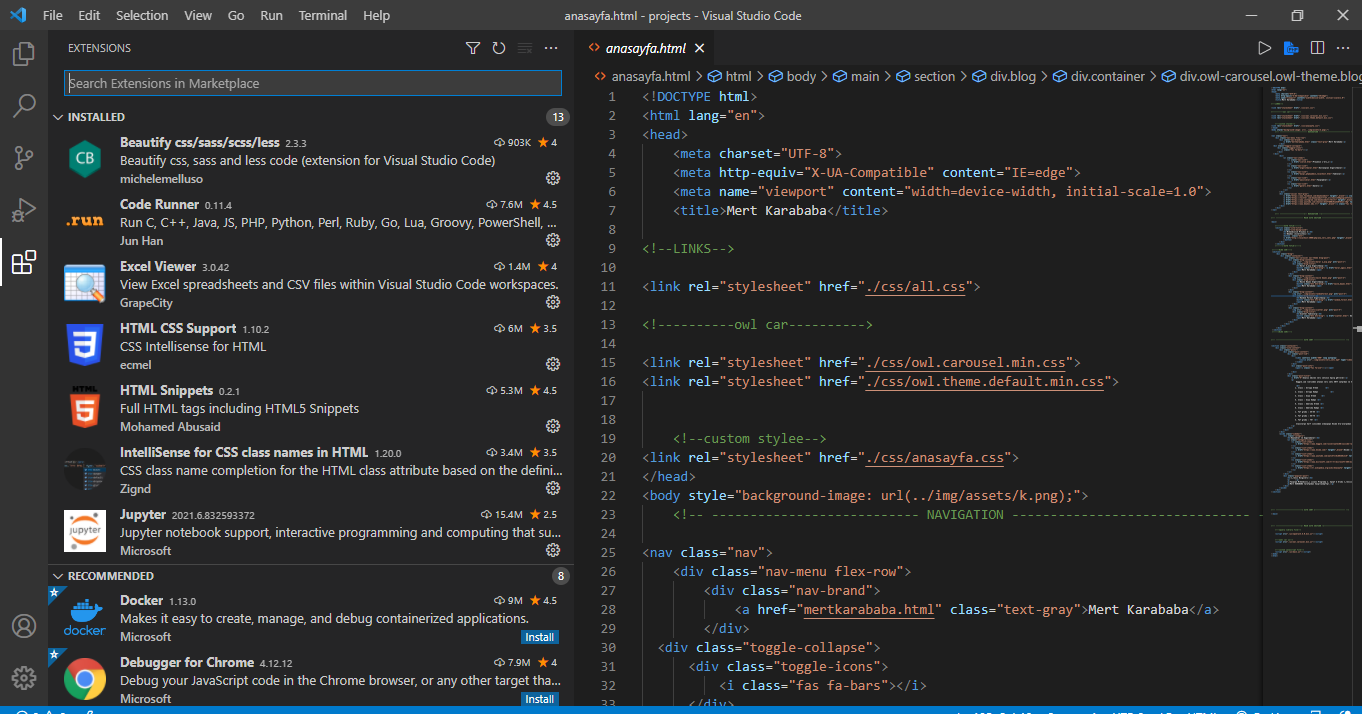 File Edit Selection View Go Run Terminal Help
anasayfa.html - projects - Visual Studio Code
EXTENSIONS
Search Extensions in Marketplace
INSTALLED 13
CB
Beautify css/sass/scss/less 2.3.3 903K 4
Beautify css, sass and less code (extension for Visual Studio Code)
michelemelluso
.run
Code Runner 0.11.4 7.6M 4.5
Run C, C++, Java, JS, PHP, Python, Perl, Ruby, Go, Lua, Groovy, PowerShell, ...
Jun Han
Excel Viewer 3.0.42 1.4M 4
View Excel spreadsheets and CSV files within Visual Studio Code workspaces.
GrapeCity
HTML CSS Support 1.10.2 6M 3.5
CSS Intellisense for HTML
ecmel
HTML Snippets 0.2.1 5.3M 4.5
Full HTML tags including HTML5 Snippets
Mohamed Abusaid
IntelliSense for CSS class names in HTML 1.20.0 3.4M 3.5
CSS class name completion for the HTML class attribute based on the defini...
Zignd
jupyter
Jupyter 2021.6.832593372 15.4M 2.5
Jupyter notebook support, interactive programming and computing that su...
Microsoft
RECOMMENDED 8
docker
Docker 1.13.0 9M 4.5
Makes it easy to create, manage, and debug containerized applications.
Microsoft Install
Debugger for Chrome 4.12.12 7.9M 4
Debug your JavaScript code in the Chrome browser, or any other target tha...
Microsoft Install
anasayfa.html
anasayfa.html > html > body > main > section > div.blog > div.container > div.owl-carousel.owl-theme.blog
1 <!DOCTYPE html>
2 <html lang="en">
3 <head>
4 <meta charset="UTF-8">
5 <meta http-equiv="X-UA-Compatible" content="IE=edge">
6 <meta name="viewport" content="width=device-width, initial-scale=1.0">
7 <title>Mert Karababa</title>
8
9 <!--LINKS-->
10
11 <link rel="stylesheet" href="./css/all.css">
12
13 <!----------owl car---------->
14
15 <link rel="stylesheet" href="./css/owl.carousel.min.css">
16 <link rel="stylesheet" href="./css/owl.theme.default.min.css">
17
18
19 <!--custom stylee-->
20 <link rel="stylesheet" href="./css/anasayfa.css">
21 </head>
22 <body style="background-image: url(../img/assets/k.png);">
23 <!-- --------------------------- NAVIGATION -------------------------------
24
25 <nav class="nav">
26 <div class="nav-menu flex-row">
27 <div class="nav-brand">
28 <a href="mertkarababa.html" class="text-gray">Mert Karababa</a>
29 </div>
30 <div class="toggle-collapse">
31 <div class="toggle-icons">
32 <i class="fas fa-bars"></i>
33 </div>